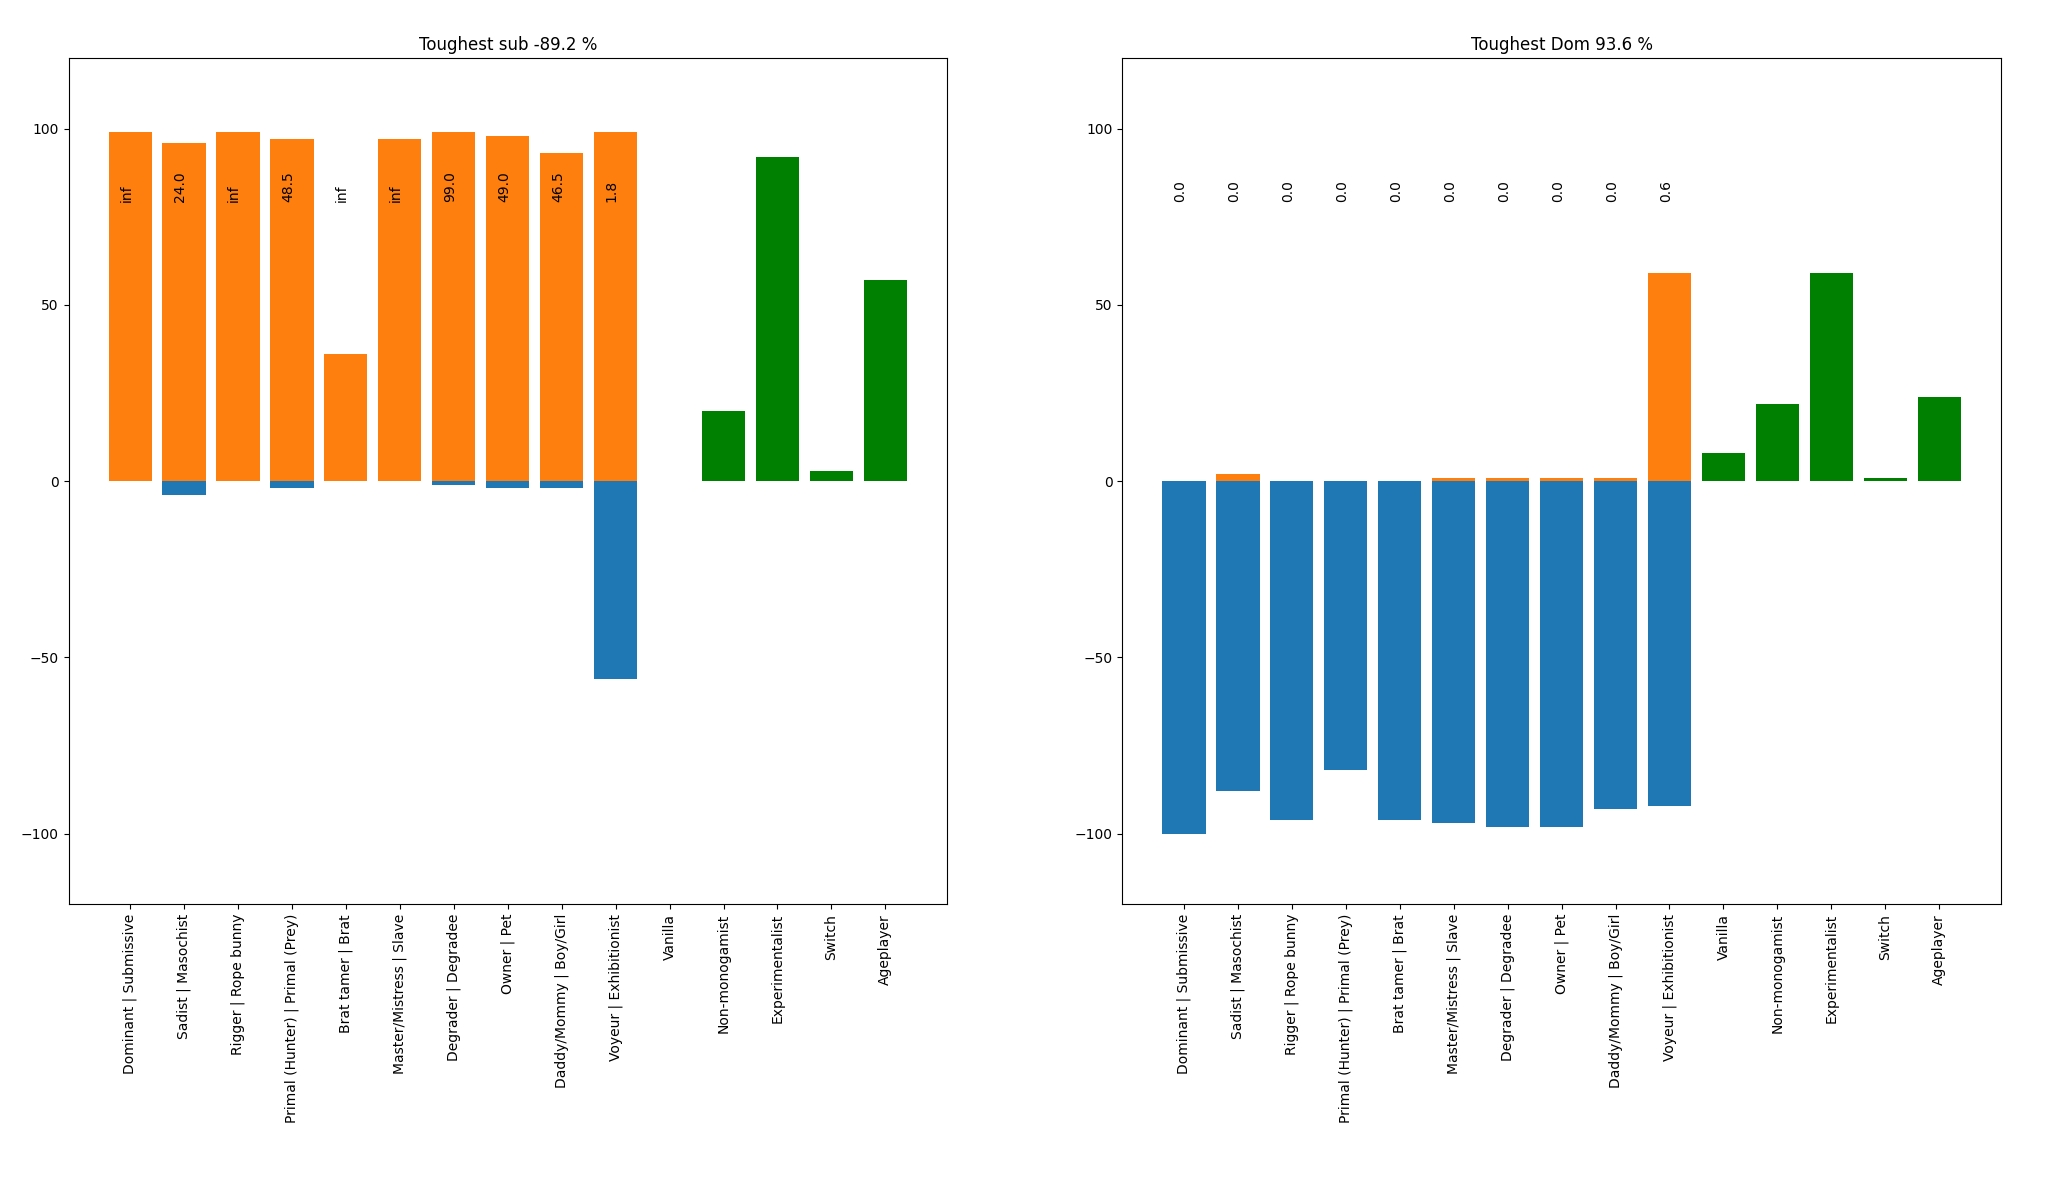 Toughest sub -89.2 %
100
50
0
−50
−100
inf
24.0
inf
48.5
inf
inf
99.0
49.0
46.5
1.8
Dominant | Submissive
Sadist | Masochist
Rigger | Rope bunny
Primal (Hunter) | Primal (Prey)
Brat tamer | Brat
Master/Mistress | Slave
Degrader | Degradee
Owner | Pet
Daddy/Mommy | Boy/Girl
Voyeur | Exhibitionist
Vanilla
Non-monogamist
Experimentalist
Switch
Ageplayer
Toughest Dom 93.6 %
100
50
0
−50
−100
0.0
0.0
0.0
0.0
0.0
0.0
0.0
0.0
0.0
0.6
Dominant | Submissive
Sadist | Masochist
Rigger | Rope bunny
Primal (Hunter) | Primal (Prey)
Brat tamer | Brat
Master/Mistress | Slave
Degrader | Degradee
Owner | Pet
Daddy/Mommy | Boy/Girl
Voyeur | Exhibitionist
Vanilla
Non-monogamist
Experimentalist
Switch
Ageplayer